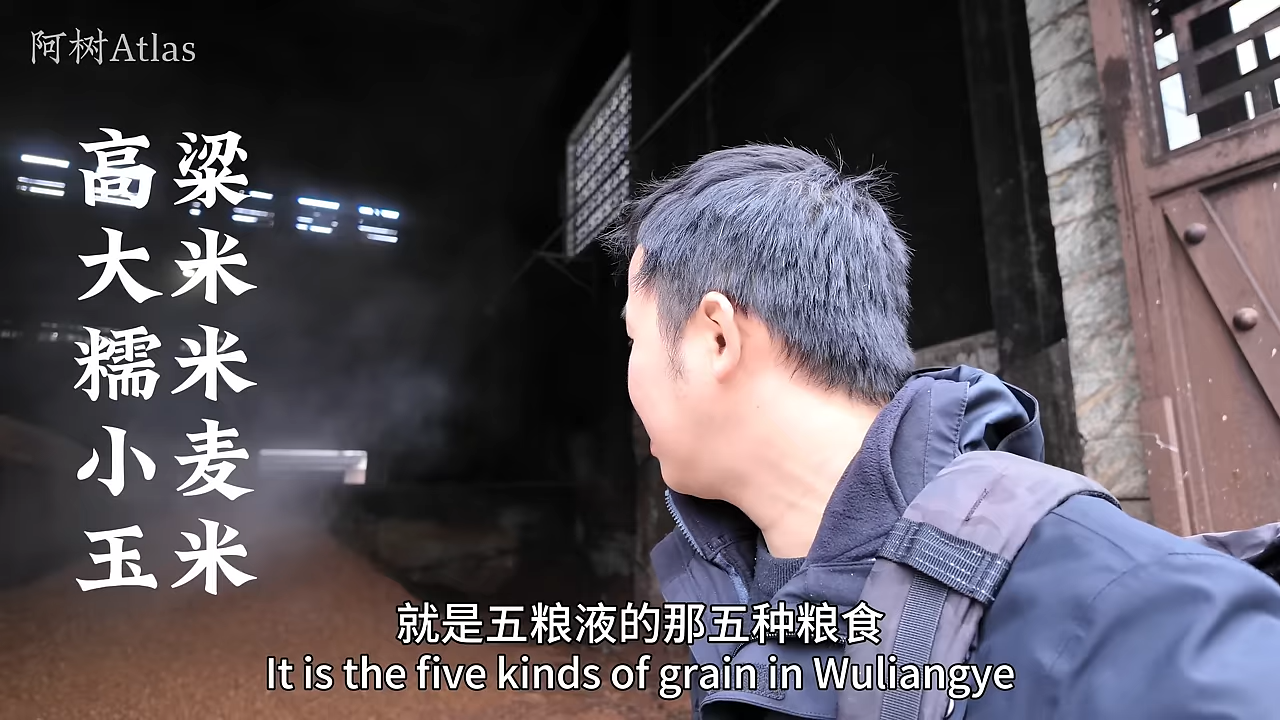 阿树Atlas
高粱
大米
糯米
小麦
玉米
就是五粮液的那五种粮食
It is the five kinds of grain in Wuliangye